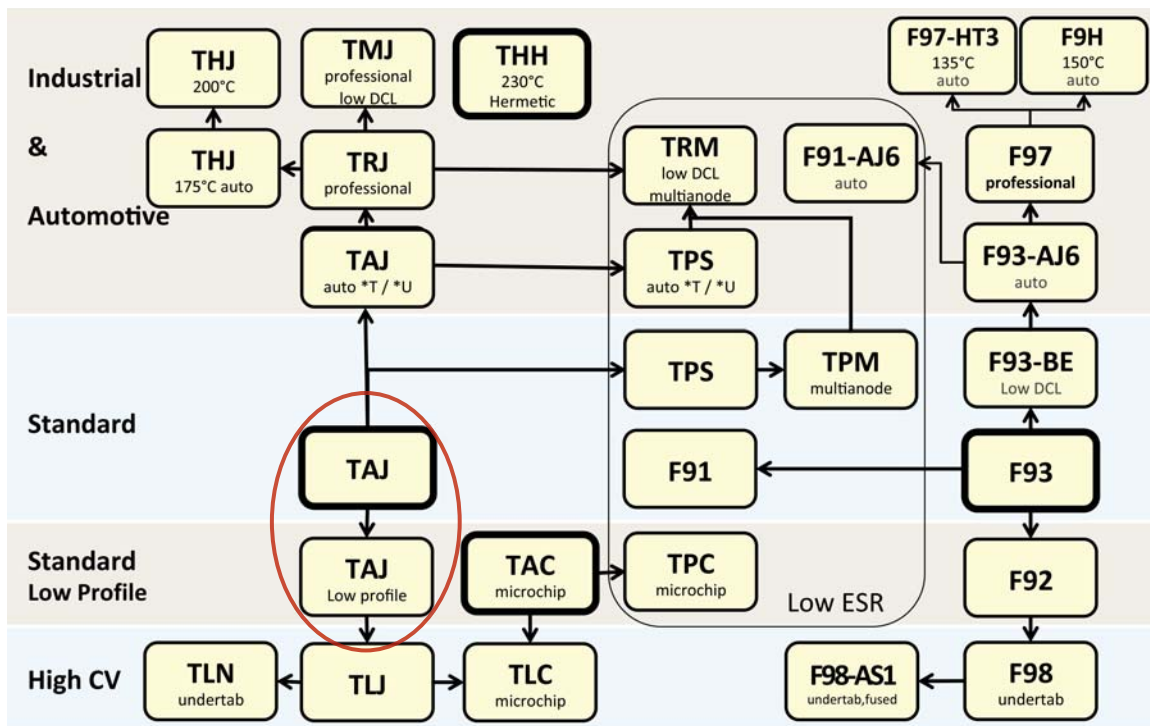 Industrial
&
Automotive
THJ
200°C
TMJ
professional
low DCL
THH
230°C
Hermetic
F97-HT3
135°C
auto
F9H
150°C
auto
THJ
175°C auto
TRJ
professional
TRM
low DCL
multianode
F91-AJ6
auto
F97
professional
TAJ
auto *T / *U
TPS
auto *T / *U
F93-AJ6
auto
Standard
TPS
TPM
multianode
F93-BE
Low DCL
TAJ
F91
F93
Standard
Low Profile
TAJ
Low profile
TAC
microchip
TPC
microchip
Low ESR
F92
High CV
TLN
undertab
TLJ
TLC
microchip
F98-AS1
undertab,fused
F98
undertab